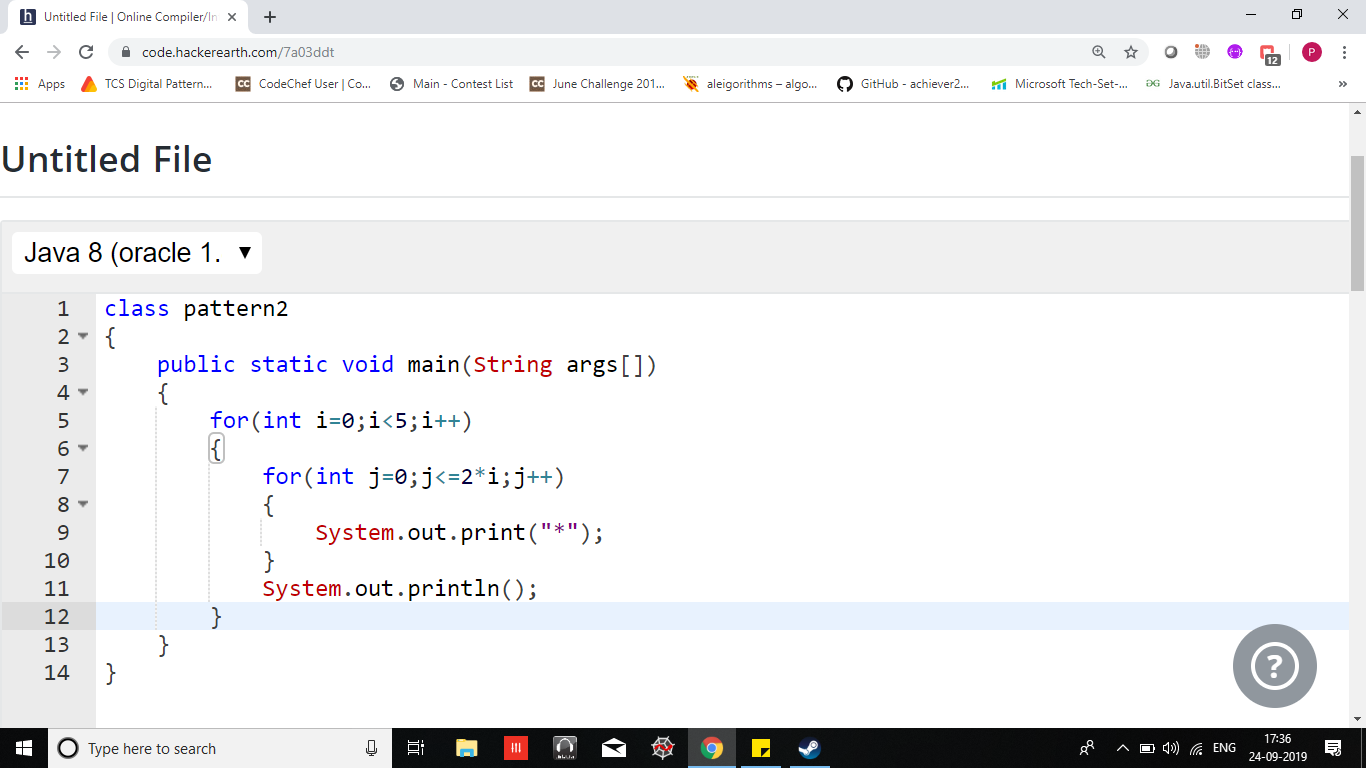 Untitled File | Online Compiler/In
code.hackerearth.com/7a03ddt
P
12
Apps
TCS Digital Pattern...
CodeChef User | Co...
Main - Contest List
June Challenge 201...
aleigorithms – algo...
GitHub - achiever2...
Microsoft Tech-Set-...
Java.util.BitSet class...
»
Untitled File
Java 8 (oracle 1. ▼
1 class pattern2
2 {
3     public static void main(String args[])
4     {
5         for(int i=0;i<5;i++)
6         {
7             for(int j=0;j<=2*i;j++)
8             {
9                 System.out.print("*");
10             }
11             System.out.println();
12         }
13     }
14 }
?
Type here to search
ENG
17:36
24-09-2019